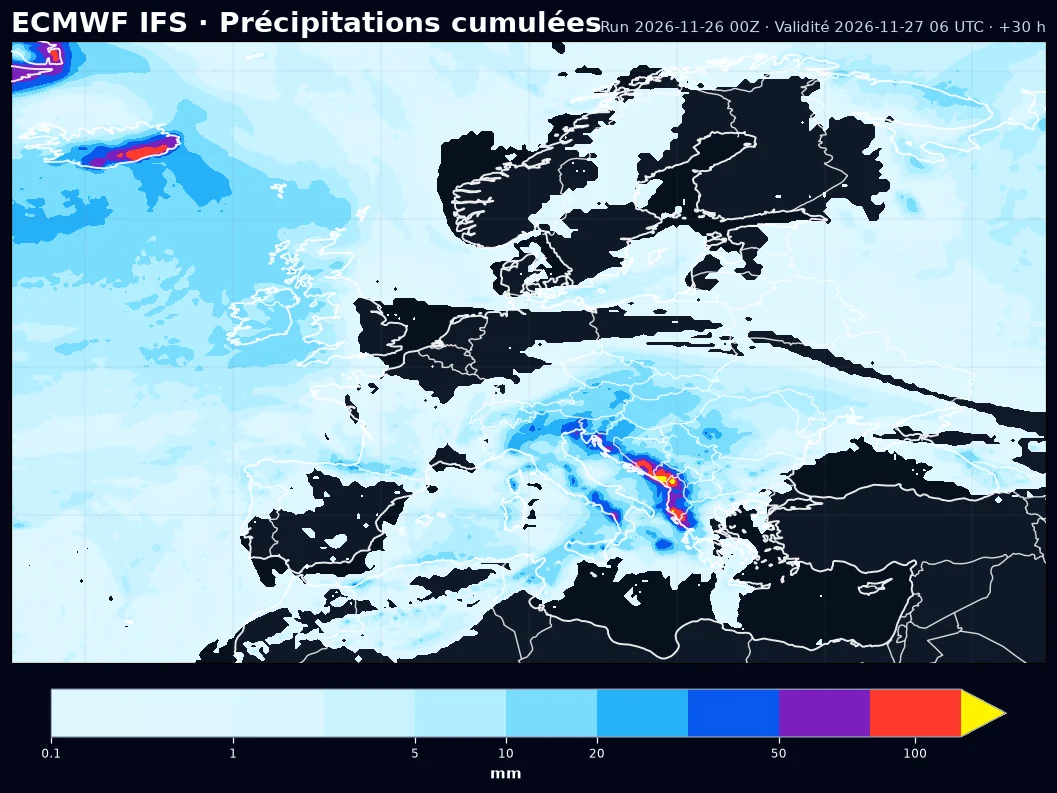 ECMWF IFS · Précipitations cumulées
Run 2026-11-26 00Z · Validité 2026-11-27 06 UTC · +30 h
0.1 1 5 10 20 50 100
mm